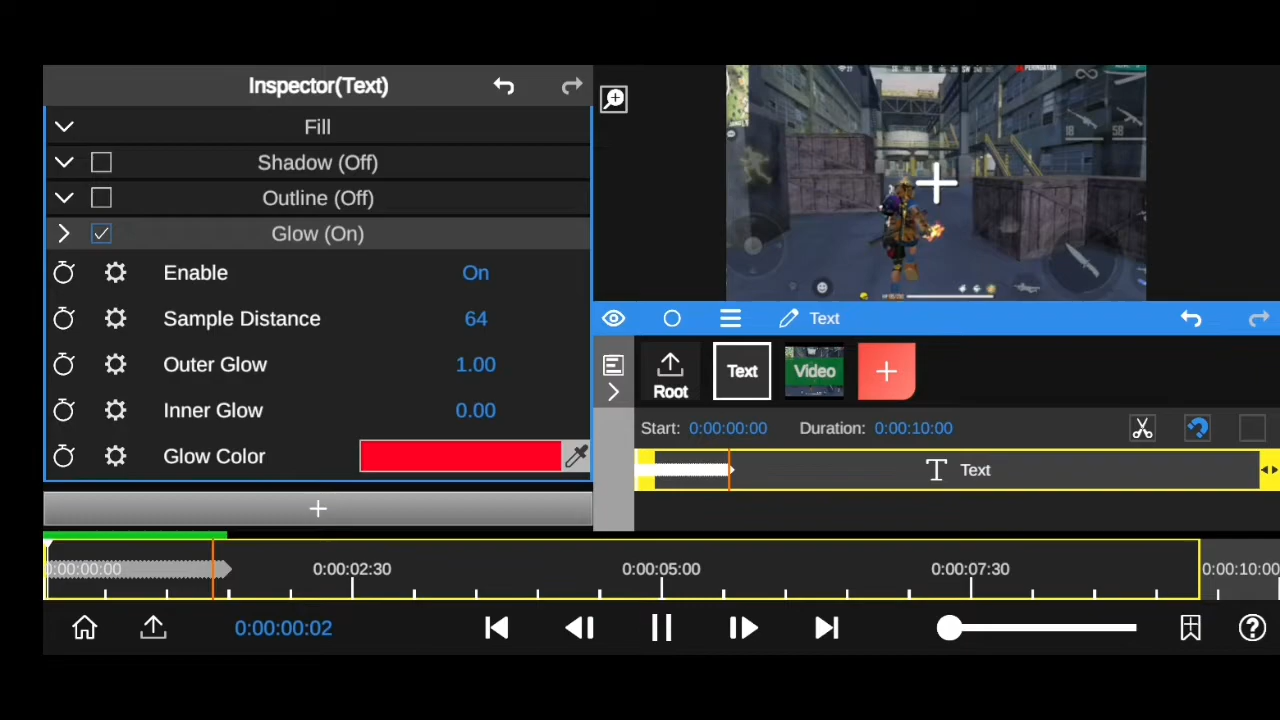 Inspector(Text)
Fill
Shadow (Off)
Outline (Off)
Glow (On)
Enable On
Sample Distance 64
Outer Glow 1.00
Inner Glow 0.00
Glow Color
+
18
58
Text
Root
Text
Video
+
Start: 0:00:00:00 Duration: 0:00:10:00
Text
0:00:00:00 0:00:02:30 0:00:05:00 0:00:07:30 0:00:10:00
0:00:00:02